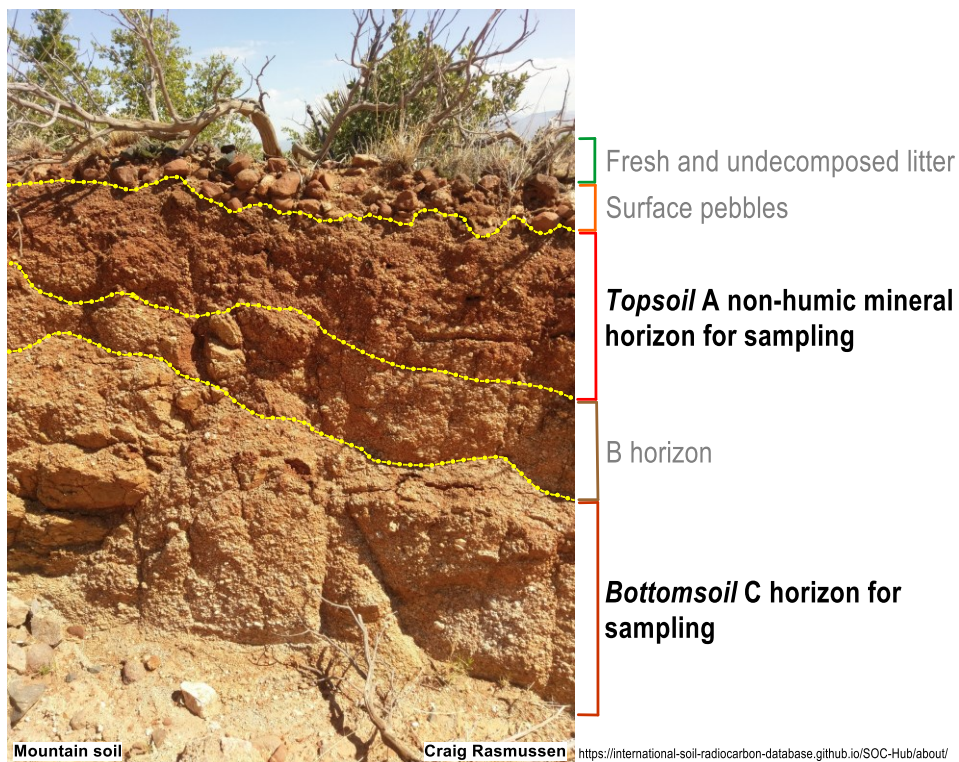 Fresh and undecomposed litter
Surface pebbles
Topsoil A non-humic mineral
horizon for sampling
B horizon
Bottomsoil C horizon for
sampling
Mountain soil
Craig Rasmussen
https://international-soil-radiocarbon-database.github.io/SOC-Hub/about/